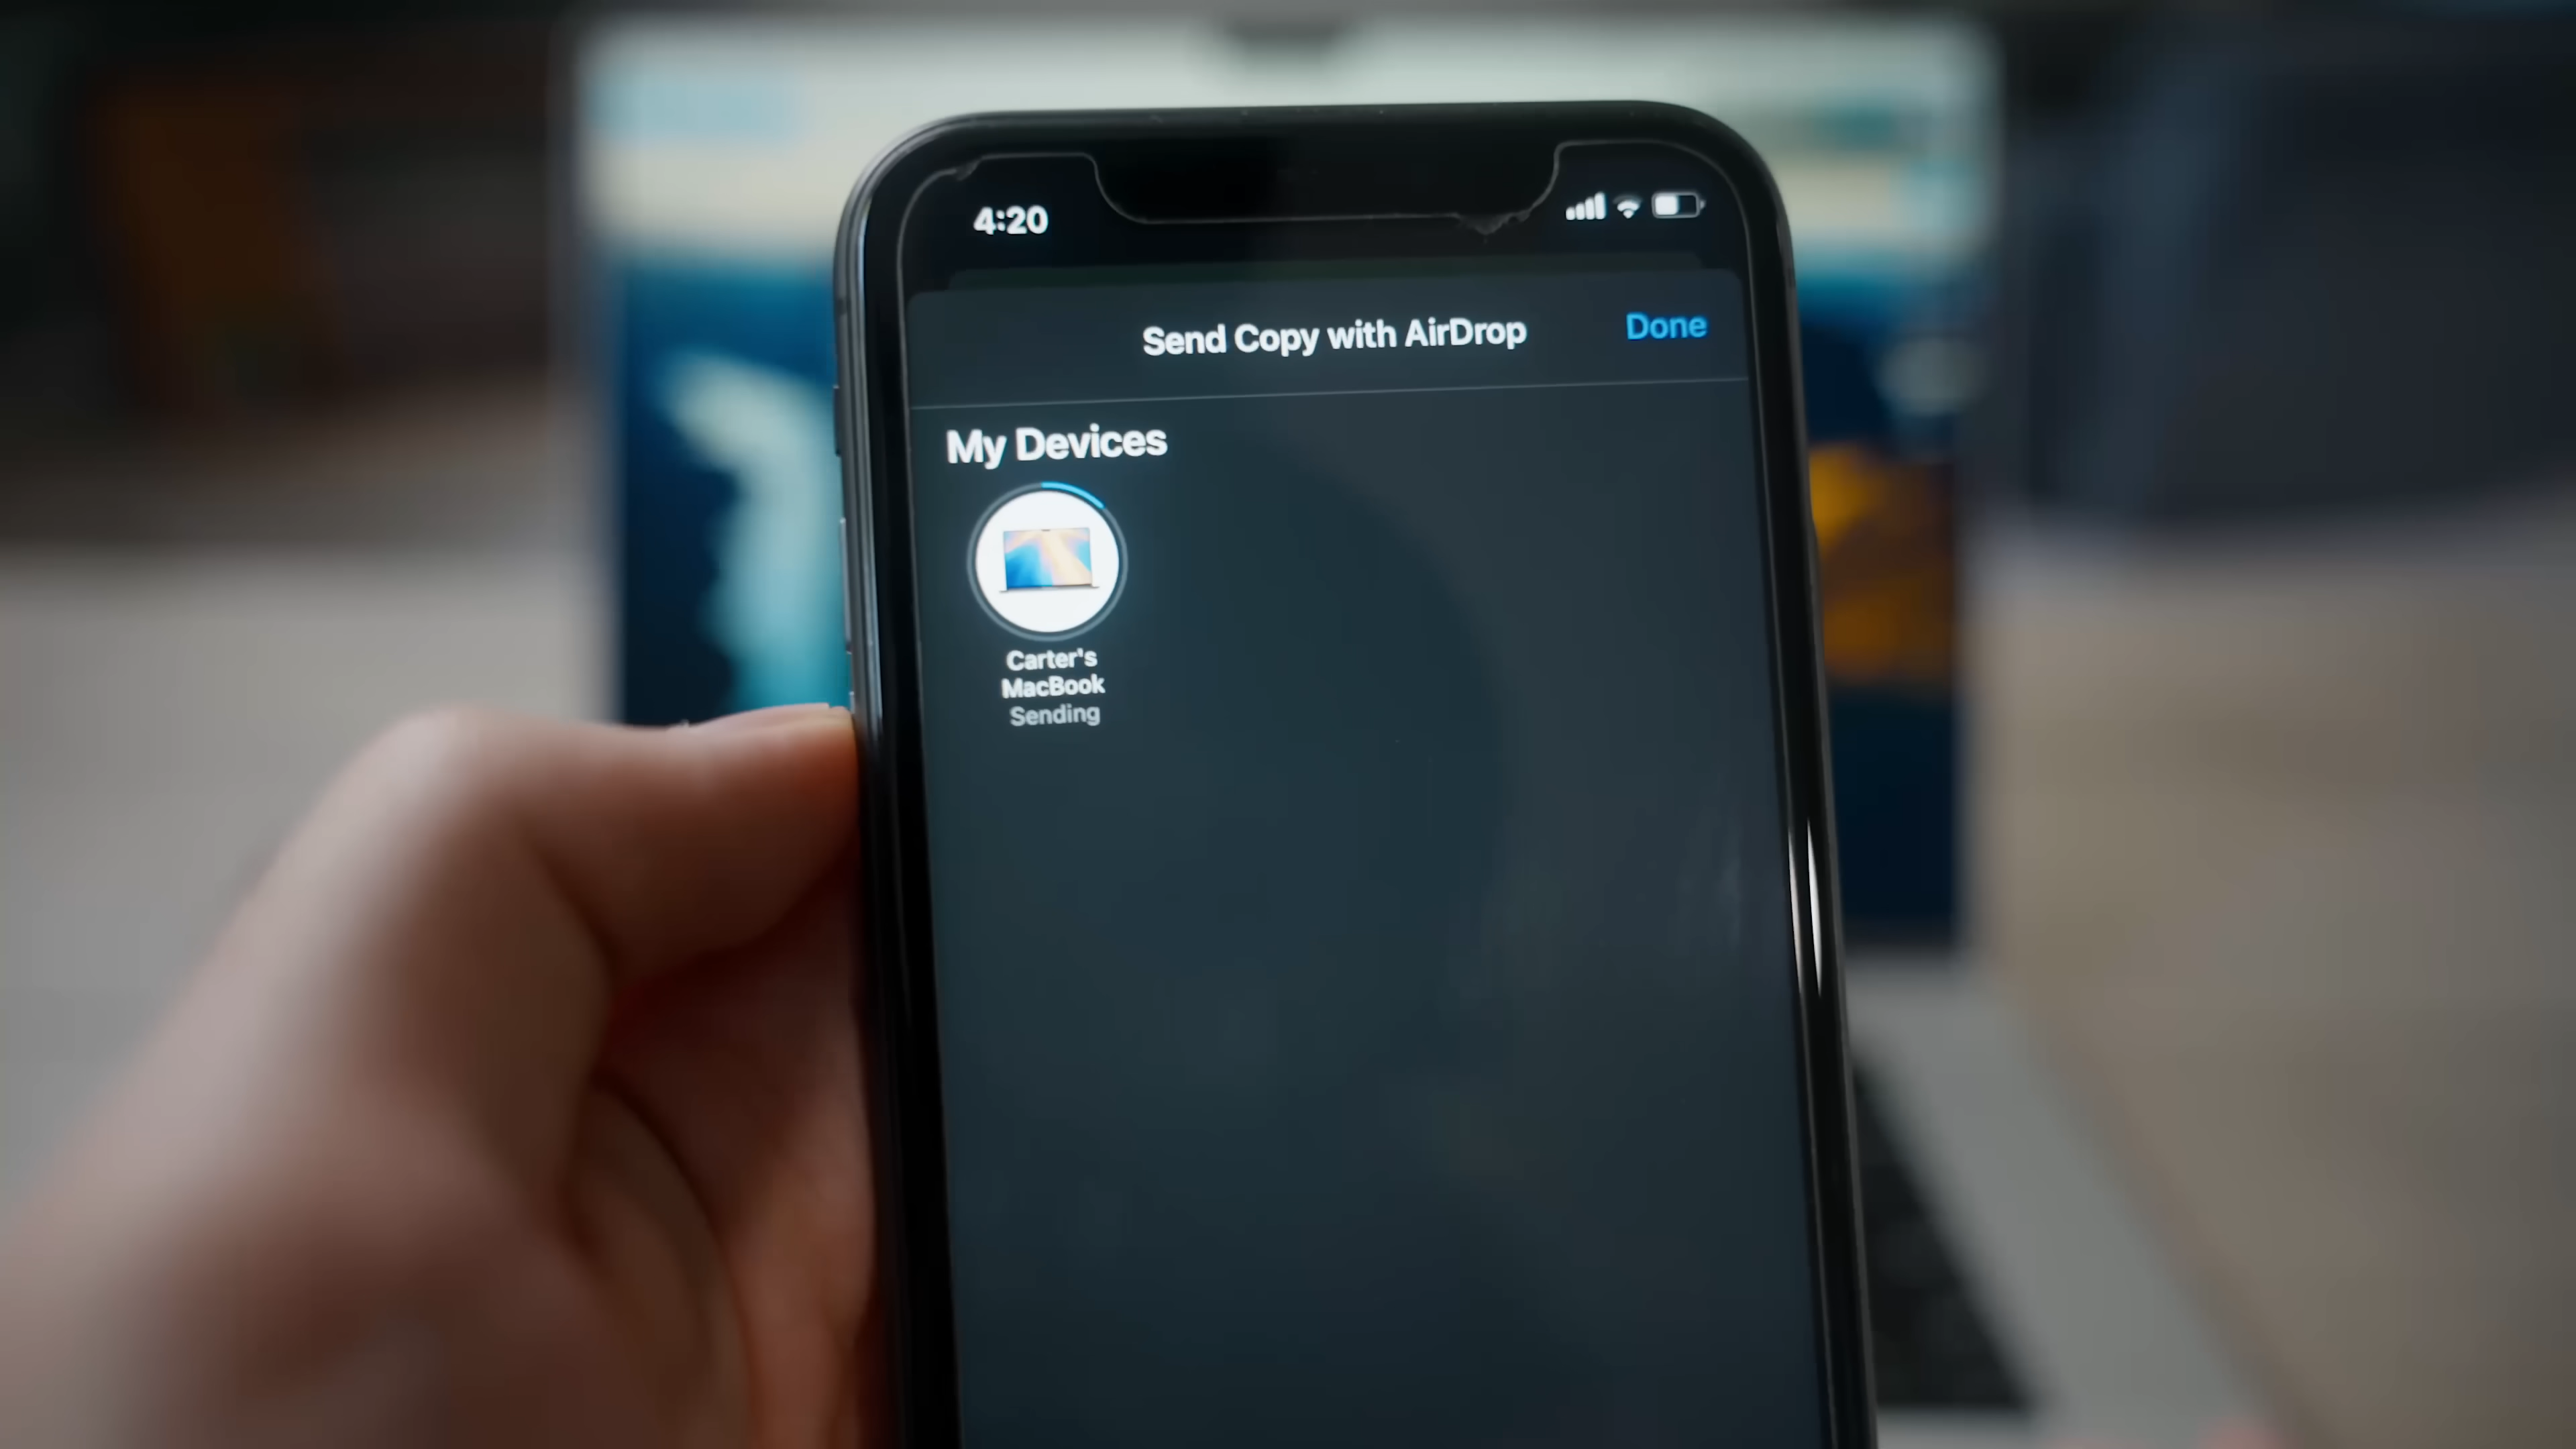 4:20
Send Copy with AirDrop
Done
My Devices
Carter's
MacBook
Sending